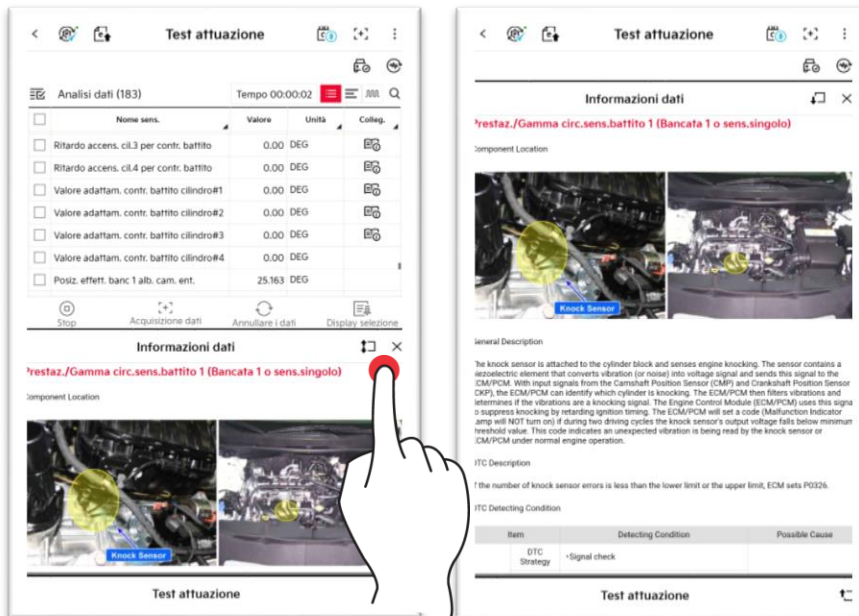 Test attuazione
Analisi dati (183)
Tempo 00:00:02
Nome sens. Valore Unità Colleg.
Ritardo accens. cil.3 per contr. battito 0.00 DEG
Ritardo accens. cil.4 per contr. battito 0.00 DEG
Valore adattam. contr. battito cilindro#1 0.00 DEG
Valore adattam. contr. battito cilindro#2 0.00 DEG
Valore adattam. contr. battito cilindro#3 0.00 DEG
Valore adattam. contr. battito cilindro#4 0.00 DEG
Posiz. effett. banc 1 alb. cam. ent. 25.163 DEG
Stop Acquisizione dati Annullare i dati Display selezione
Informazioni dati
Prestaz./Gamma circ.sens.battito 1 (Bancata 1 o sens.singolo)
Component Location
Knock Sensor
Test attuazione
Test attuazione
Informazioni dati
Prestaz./Gamma circ.sens.battito 1 (Bancata 1 o sens.singolo)
Component Location
Knock Sensor
General Description
The knock sensor is attached to the cylinder block and senses engine knocking. The sensor contains a
piezoelectric element that converts vibration (or noise) into voltage signal and sends this signal to the
ECM/PCM. With input signals from the Camshaft Position Sensor (CMP) and Crankshaft Position Sensor
(CKP), the ECM/PCM can identify which cylinder is knocking. The ECM/PCM then filters vibrations and
determines if the vibrations are a knocking signal. The Engine Control Module (ECM/PCM) uses this signa
to suppress knocking by retarding ignition timing. The ECM/PCM will set a code (Malfunction Indicator
Lamp will NOT turn on) if during two driving cycles the knock sensor's output voltage falls below minimum
threshold value. This code indicates an unexpected vibration is being read by the knock sensor or
ECM/PCM under normal engine operation.
DTC Description
If the number of knock sensor errors is less than the lower limit or the upper limit, ECM sets P0326.
DTC Detecting Condition
Item Detecting Condition Possible Cause
DTC
Strategy
•Signal check
Test attuazione